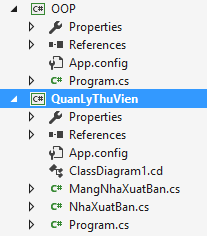 C# OOP
Properties
References
App.config
C# Program.cs
C# QuanLyThuVien
Properties
References
App.config
ClassDiagram1.cd
C# MangNhaXuatBan.cs
C# NhaXuatBan.cs
C# Program.cs